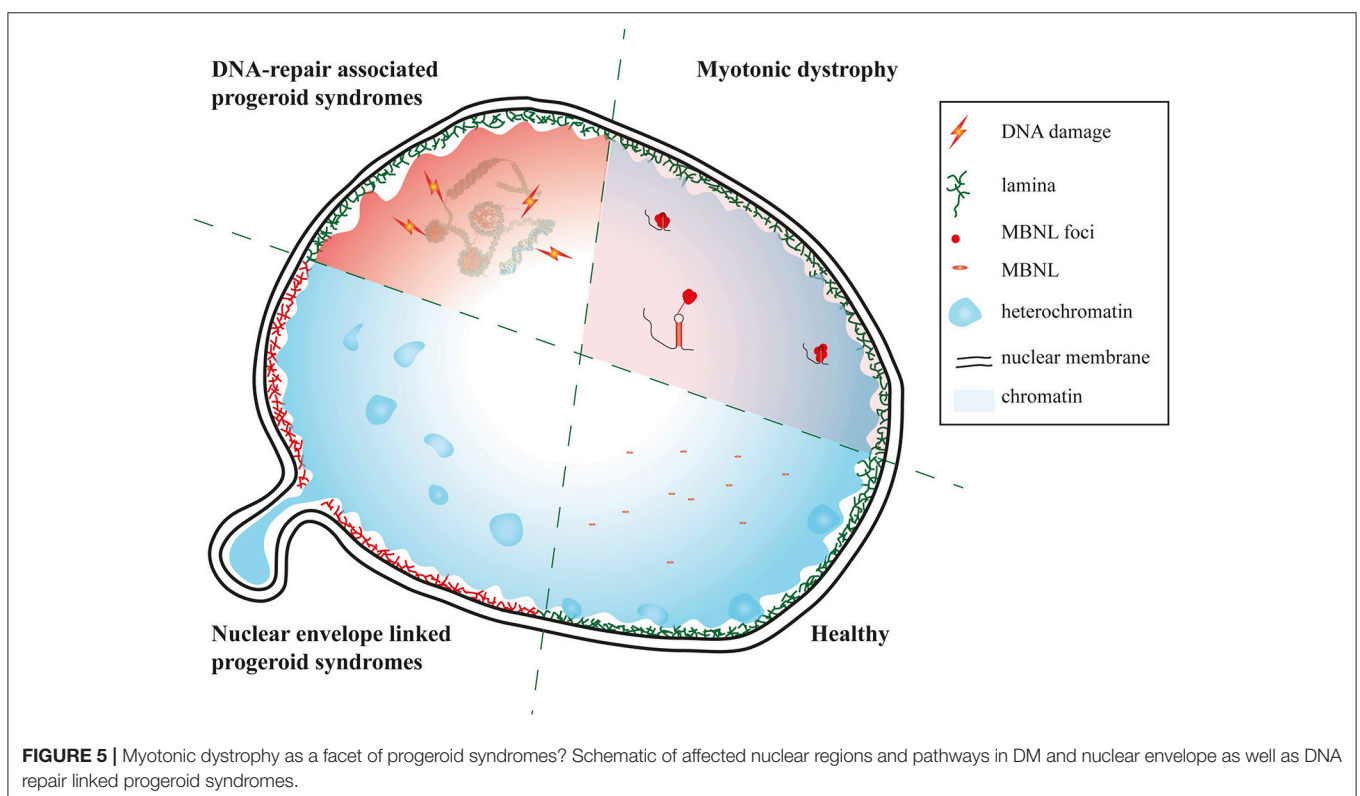 DNA-repair associated
progeroid syndromes
Myotonic dystrophy
DNA damage
lamina
MBNL foci
MBNL
heterochromatin
nuclear membrane
chromatin
Nuclear envelope linked
progeroid syndromes
Healthy
FIGURE 5 | Myotonic dystrophy as a facet of progeroid syndromes? Schematic of affected nuclear regions and pathways in DM and nuclear envelope as well as DNA
repair linked progeroid syndromes.